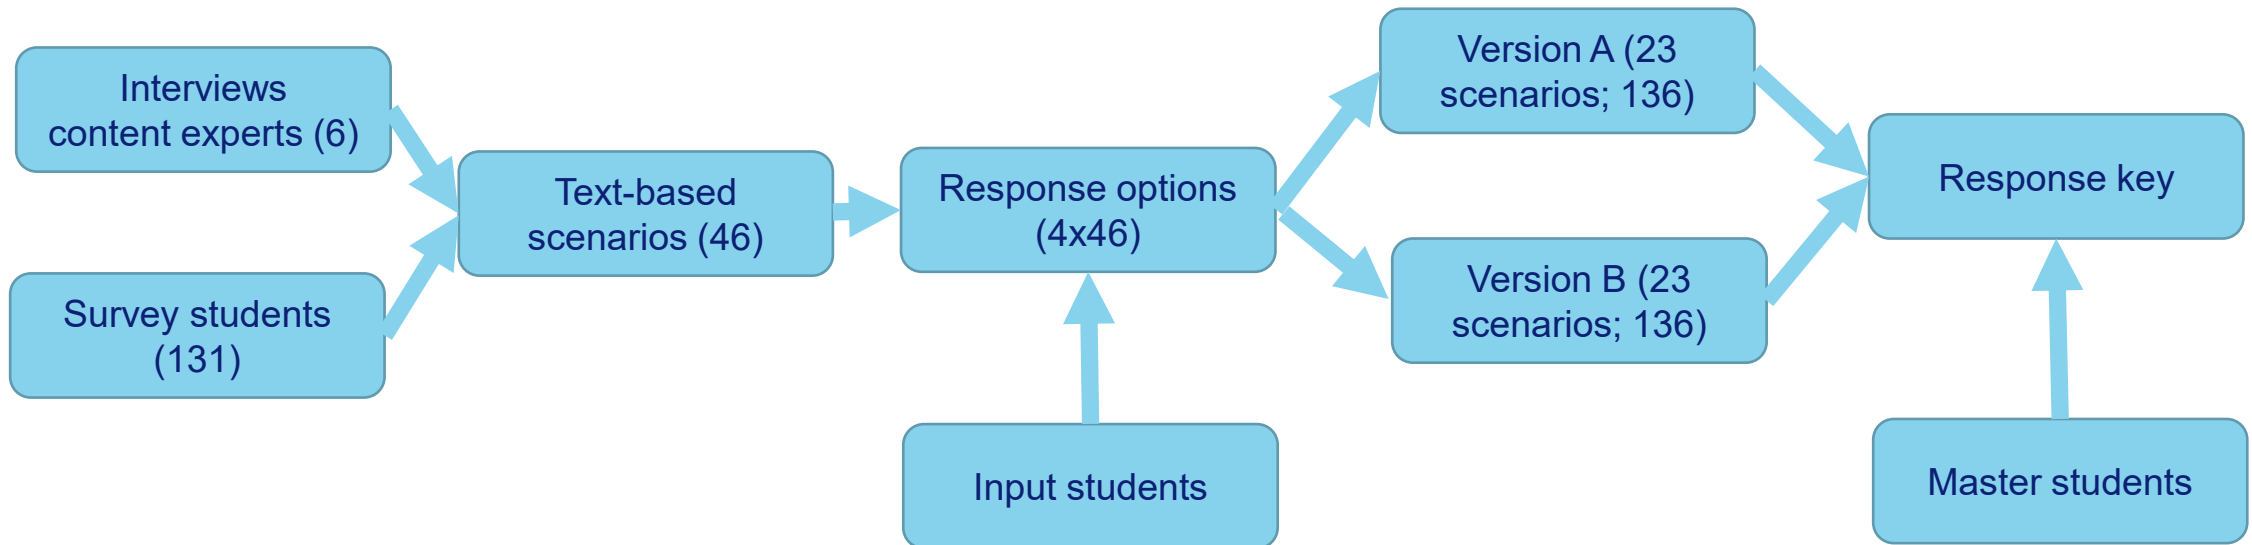 Interviews
content experts (6)
Survey students
(131)
Text-based
scenarios (46)
Response options
(4x46)
Input students
Version A (23
scenarios; 136)
Version B (23
scenarios; 136)
Response key
Master students